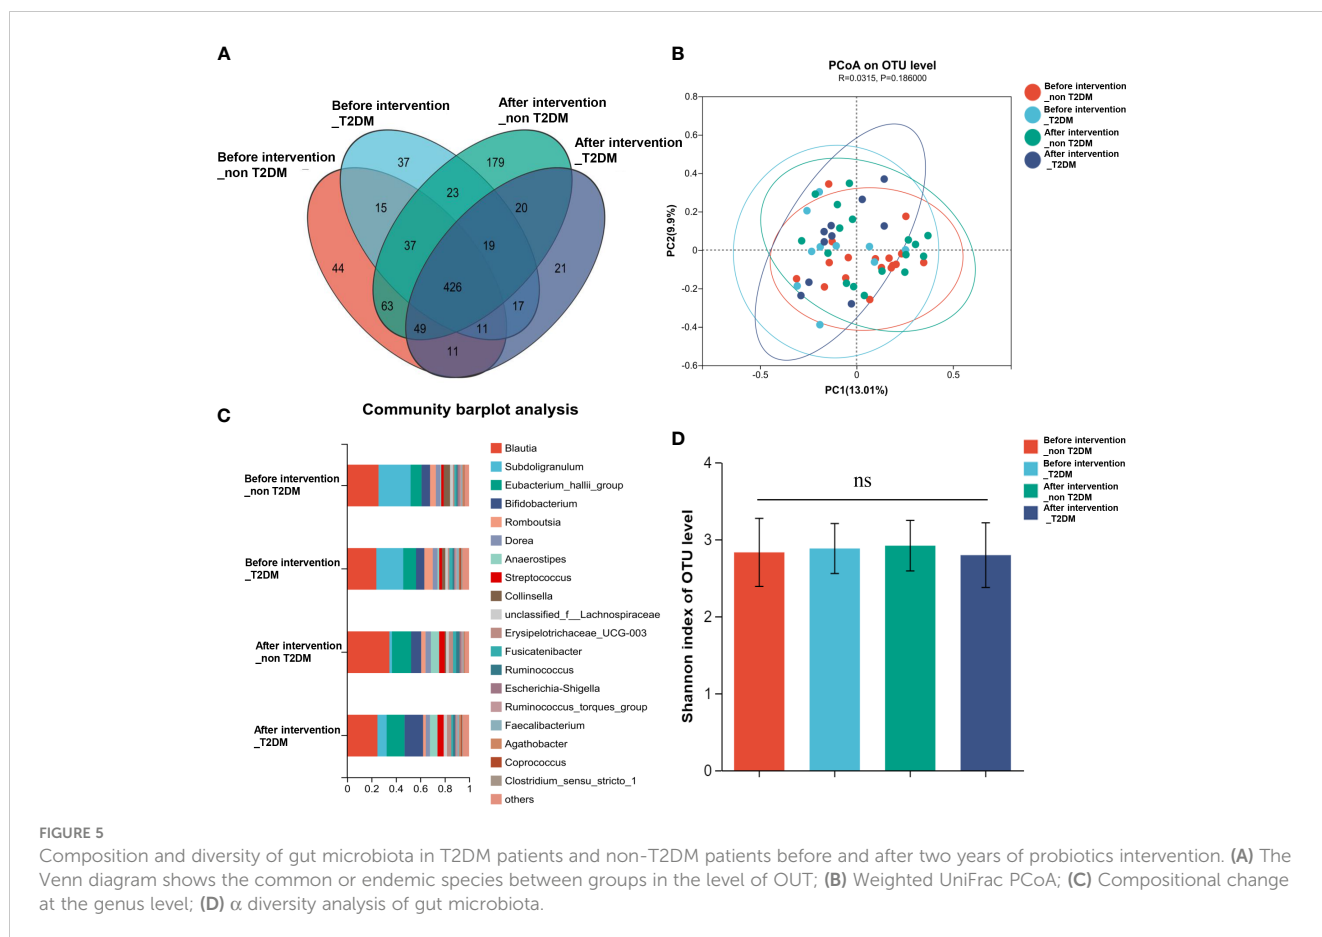 A
Before intervention
_T2DM
After intervention
_non T2DM
Before intervention
_non T2DM
After intervention
_T2DM
37
179
23
15
20
37
19
44
21
426
63
17
49
11
11
B
PCoA on OTU level
R=0.0315, P=0.186000
PC2(9.9%)
0.8
0.6
0.4
0.2
0
-0.2
-0.4
-0.6
-0.5
0
0.5
PC1(13.01%)
Before intervention
_non T2DM
Before intervention
_T2DM
After intervention
_non T2DM
After intervention
_T2DM
C
Community barplot analysis
Before intervention
_non T2DM
Before intervention
_T2DM
After intervention
_non T2DM
After intervention
_T2DM
0
0.2
0.4
0.6
0.8
1
Blautia
Subdoligranulum
Eubacterium_hallii_group
Bifidobacterium
Romboutsia
Dorea
Anaerostipes
Streptococcus
Collinsella
unclassified_f__Lachnospiraceae
Erysipelotrichaceae_UCG-003
Fusicatenibacter
Ruminococcus
Escherichia-Shigella
Ruminococcus_torques_group
Faecalibacterium
Agathobacter
Coprococcus
Clostridium_sensu_stricto_1
others
D
Shannon index of OTU level
4
3
2
1
0
ns
Before intervention
_non T2DM
Before intervention
_T2DM
After intervention
_non T2DM
After intervention
_T2DM
FIGURE 5
Composition and diversity of gut microbiota in T2DM patients and non-T2DM patients before and after two years of probiotics intervention. (A) The
Venn diagram shows the common or endemic species between groups in the level of OUT; (B) Weighted UniFrac PCoA; (C) Compositional change
at the genus level; (D) α diversity analysis of gut microbiota.